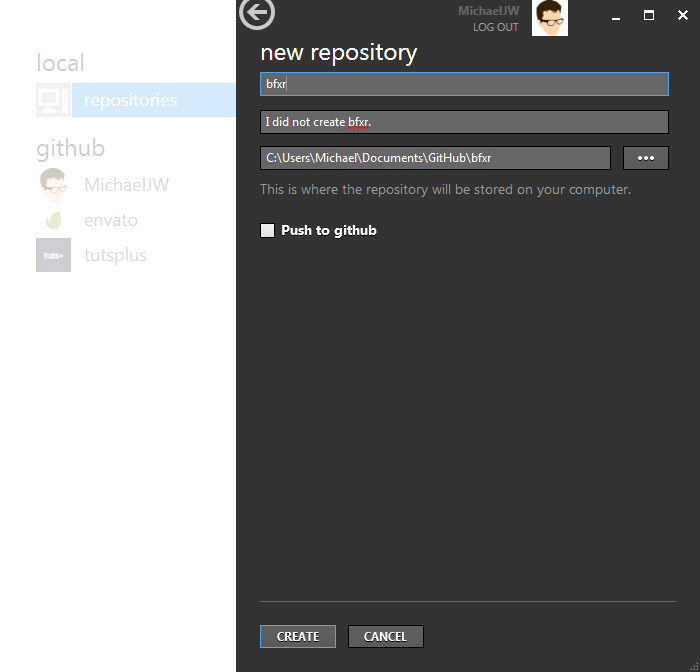 local
repositories
github
MichaelJW
envato
tuts+
tutsplus
MichaelJW
LOG OUT
new repository
bfxr
I did not create bfxr.
C:\Users\Michael\Documents\GitHub\bfxr
•••
This is where the repository will be stored on your computer.
Push to github
CREATE
CANCEL